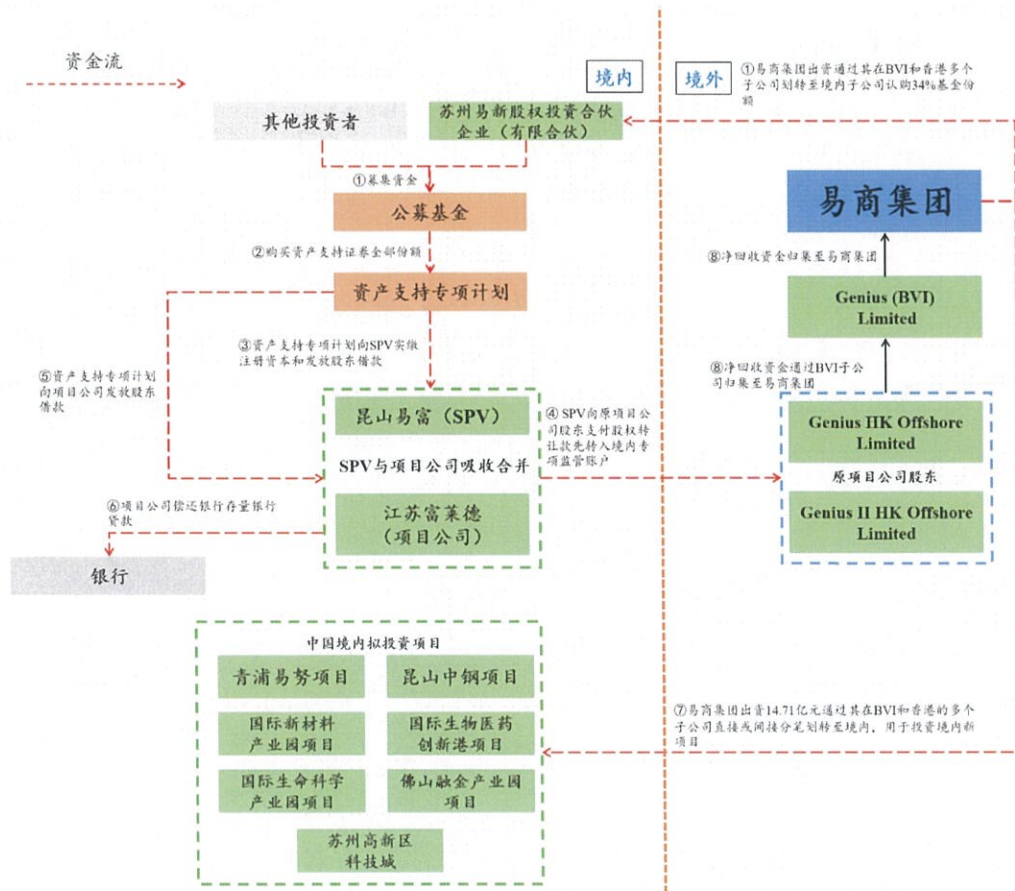 资金流
境内
境外
①易商集团出资通过其在BVI和香港多个
子公司划转至境内子公司认购34%基金份
额
其他投资者
苏州易新股权投资合伙
企业（有限合伙）
①募集资金
公募基金
②购买资产支持证券全部份额
资产支持专项计划
易商集团
⑧净回收资金归集至易商集团
Genius (BVI)
Limited
③资产支持专项计划向SPV实缴
注册资本和发放股东借款
⑤资产支持专项计划
向项目公司发放股东
借款
⑧净回收资金通过BVI子公
司归集至易商集团
昆山易富（SPV）
SPV与项目公司吸收合并
江苏富莱德
（项目公司）
④ SPV向原项目公
司股东支付股权转
让款先转入境内专
项监管账户
Genius HK Offshore
Limited
原项目公司股东
Genius II HK Offshore
Limited
⑥项目公司偿还银行存量银行
贷款
银行
中国境内拟投资项目
青浦易努项目
昆山中钢项目
国际新材料
产业园项目
国际生物医药
创新港项目
国际生命科学
产业园项目
佛山融金产业园
项目
苏州高新区
科技城
⑦易商集团出资14.71亿元通过其在BVI和香港的多个
子公司直接或间接分笔划转至境内，用于投资境内新
项目